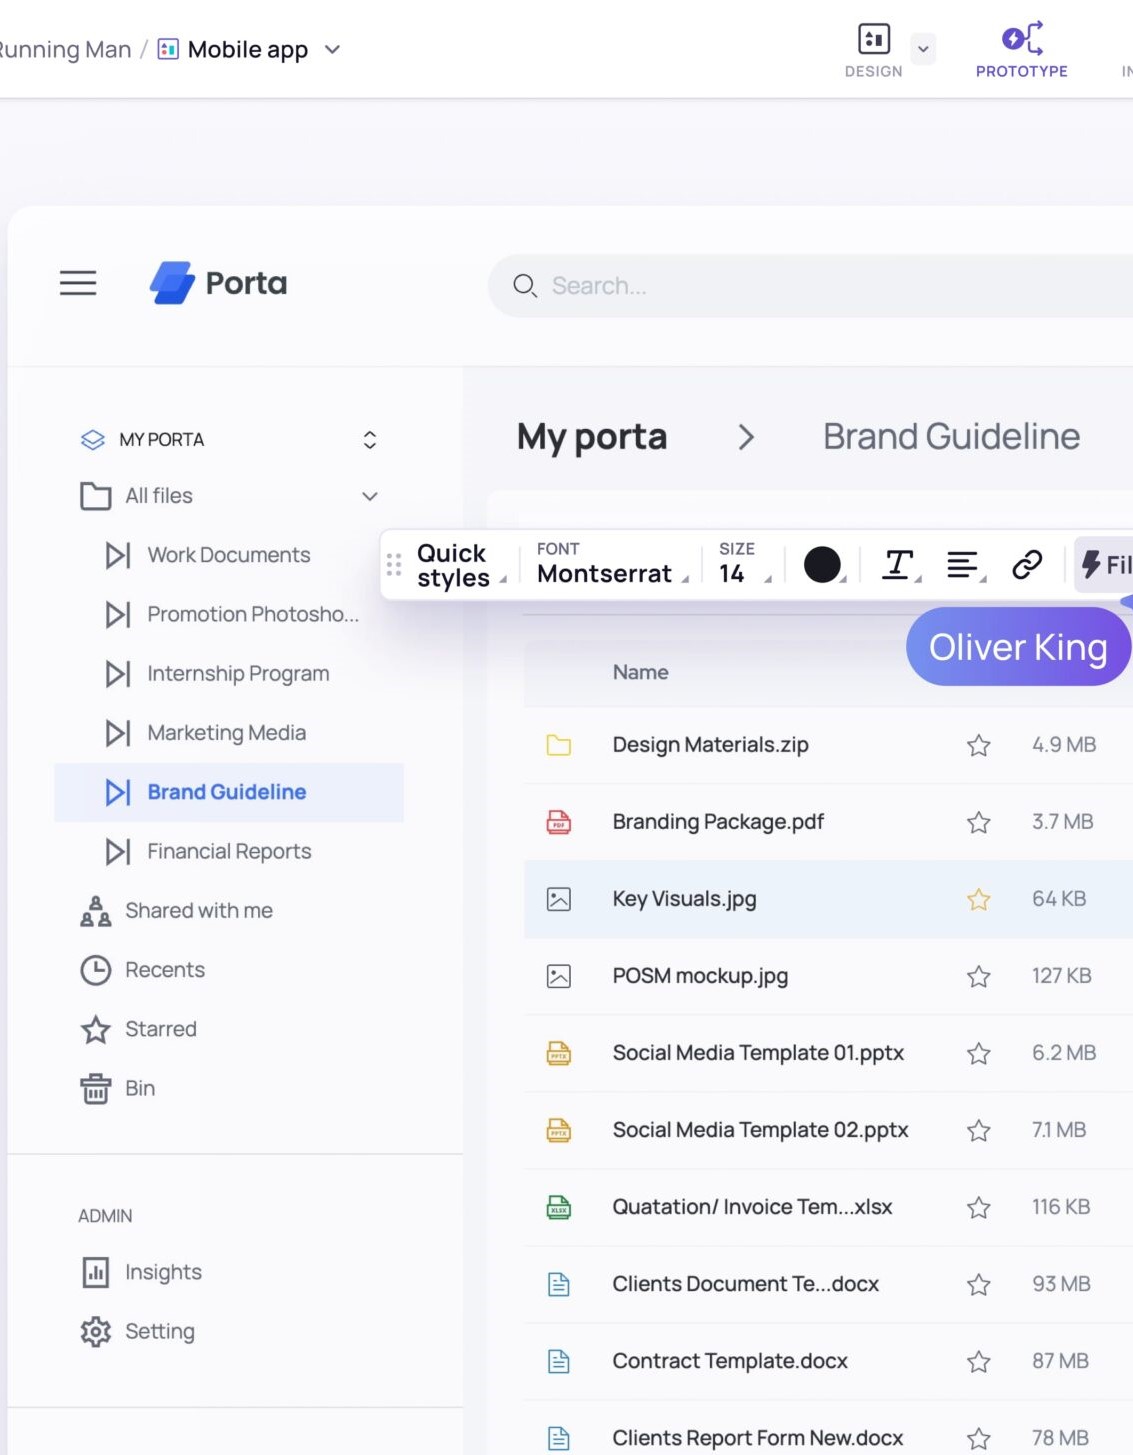 Running Man / Mobile app
DESIGN
PROTOTYPE
Porta
Search...
MY PORTA
All files
Work Documents
Promotion Photosho...
Internship Program
Marketing Media
Brand Guideline
Financial Reports
Shared with me
Recents
Starred
Bin
ADMIN
Insights
Setting
My porta > Brand Guideline
Quick
styles
FONT
Montserrat
SIZE
14
T
Oliver King
Name
Design Materials.zip 4.9 MB
PDF
Branding Package.pdf 3.7 MB
Key Visuals.jpg 64 KB
POSM mockup.jpg 127 KB
PPTX
Social Media Template 01.pptx 6.2 MB
PPTX
Social Media Template 02.pptx 7.1 MB
XLSX
Quatation/ Invoice Tem...xlsx 116 KB
Clients Document Te...docx 93 MB
Contract Template.docx 87 MB
Clients Report Form New.docx 78 MB